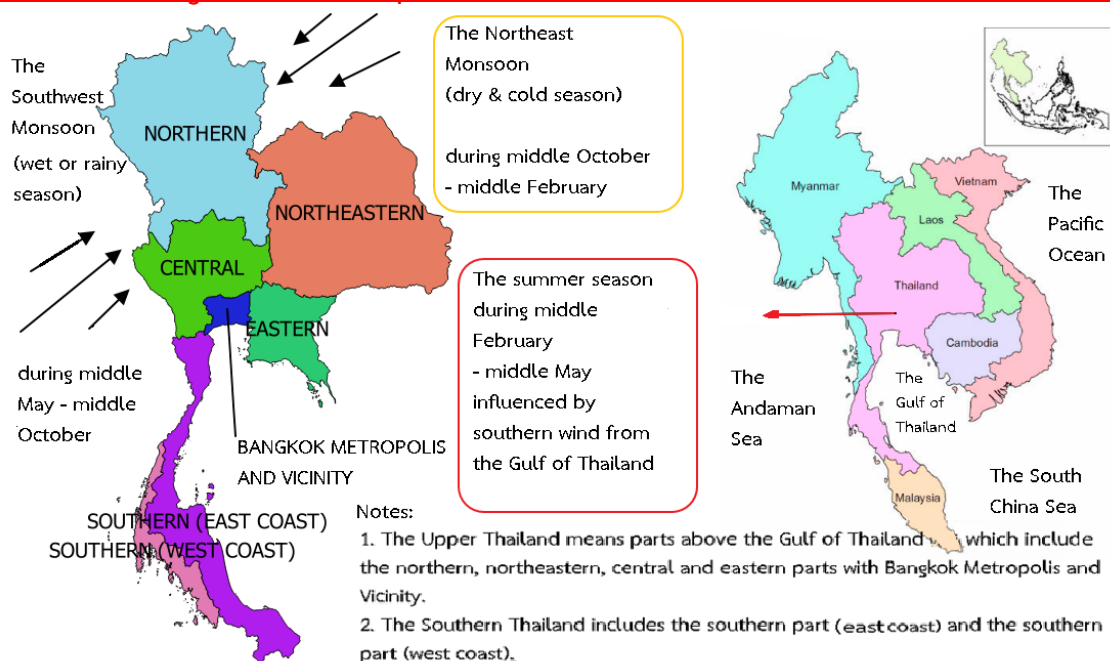 The
Southwest
Monsoon
(wet or rainy
season)
NORTHERN
NORTHEASTERN
CENTRAL
EASTERN
during middle
May - middle
October
BANGKOK METROPOLIS
AND VICINITY
SOUTHERN (EAST COAST)
SOUTHERN (WEST COAST)
The Northeast
Monsoon
(dry & cold season)
during middle October
- middle February
The summer season
during middle
February
- middle May
influenced by
southern wind from
the Gulf of Thailand
Myanmar
Vietnam
Laos
Thailand
Cambodia
Malaysia
The
Pacific
Ocean
The
Andaman
Sea
The
Gulf of
Thailand
The South
China Sea
Notes:
1. The Upper Thailand means parts above the Gulf of Thailand which include
the northern, northeastern, central and eastern parts with Bangkok Metropolis and
Vicinity.
2. The Southern Thailand includes the southern part (east coast) and the southern
part (west coast).